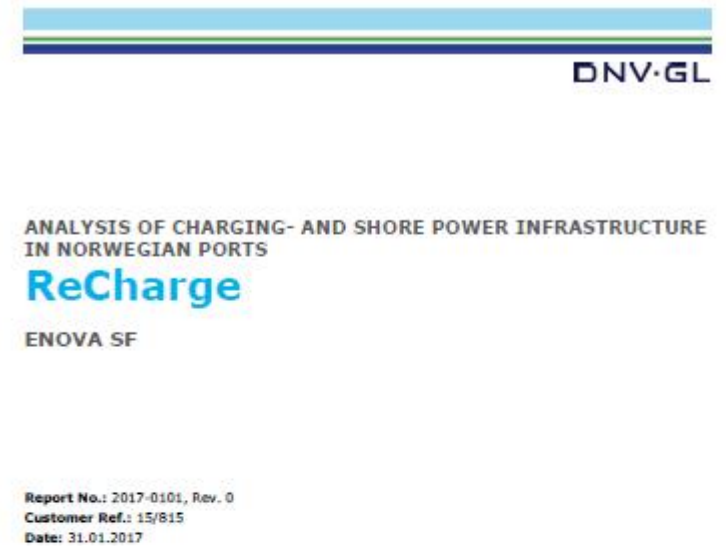 DNV·GL
ANALYSIS OF CHARGING- AND SHORE POWER INFRASTRUCTURE
IN NORWEGIAN PORTS
ReCharge
ENOVA SF
Report No.: 2017-0101, Rev. 0
Customer Ref.: 15/815
Date: 31.01.2017